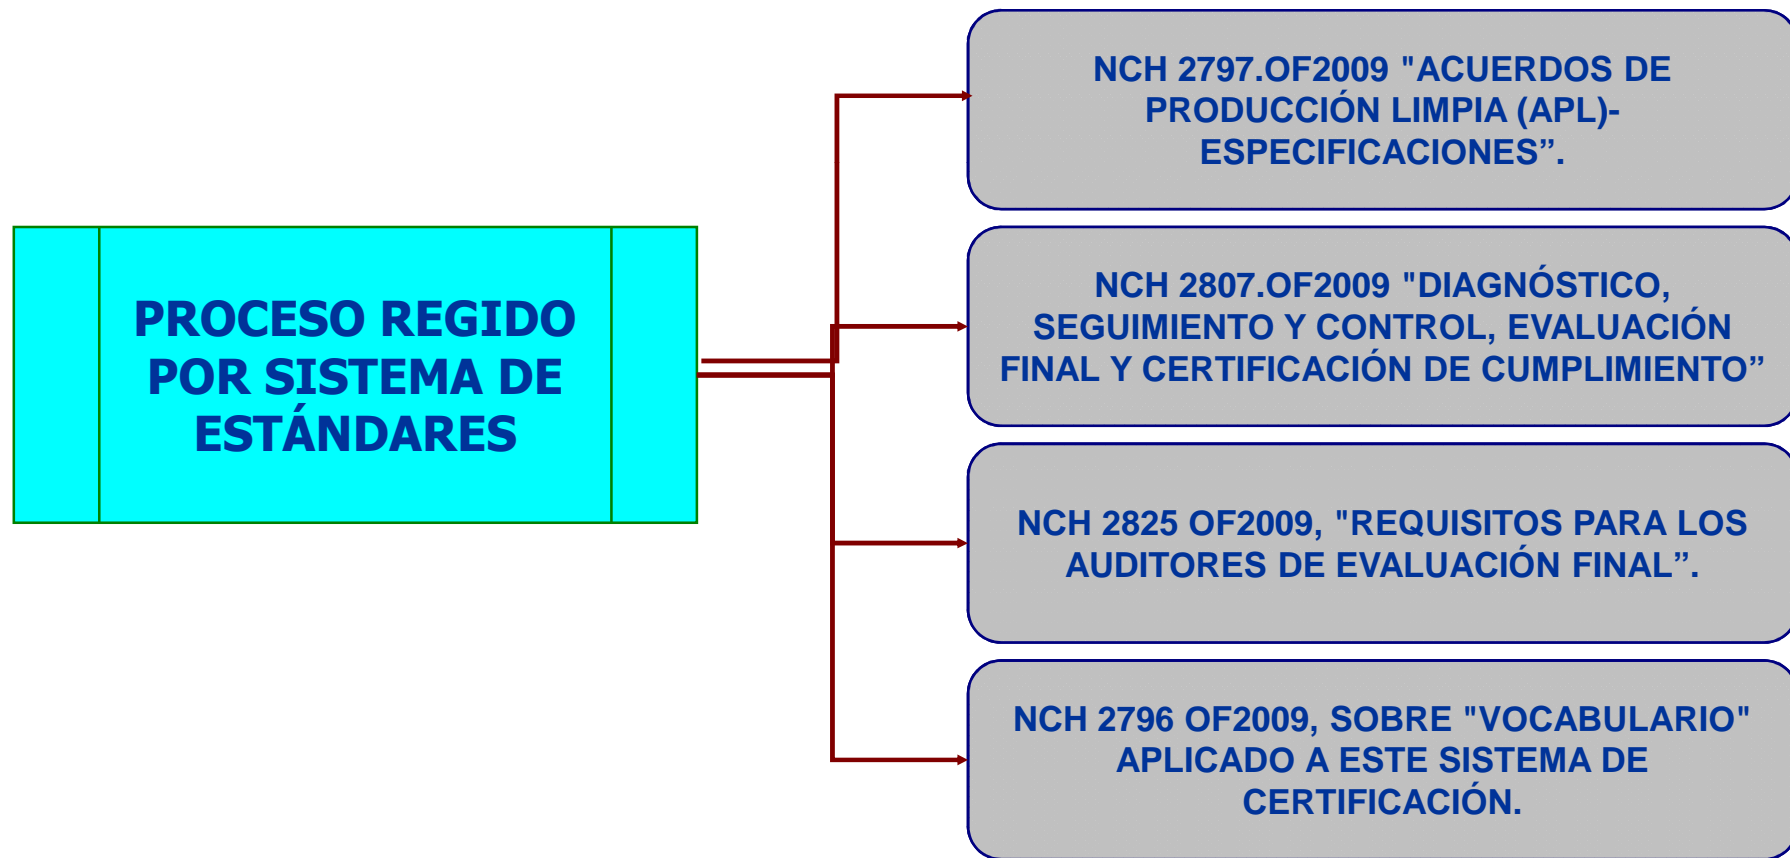 PROCESO REGIDO
POR SISTEMA DE
ESTÁNDARES
NCH 2797.OF2009 "ACUERDOS DE
PRODUCCIÓN LIMPIA (APL)-
ESPECIFICACIONES”.
NCH 2807.OF2009 "DIAGNÓSTICO,
SEGUIMIENTO Y CONTROL, EVALUACIÓN
FINAL Y CERTIFICACIÓN DE CUMPLIMIENTO”
NCH 2825 OF2009, "REQUISITOS PARA LOS
AUDITORES DE EVALUACIÓN FINAL”.
NCH 2796 OF2009, SOBRE "VOCABULARIO"
APLICADO A ESTE SISTEMA DE
CERTIFICACIÓN.